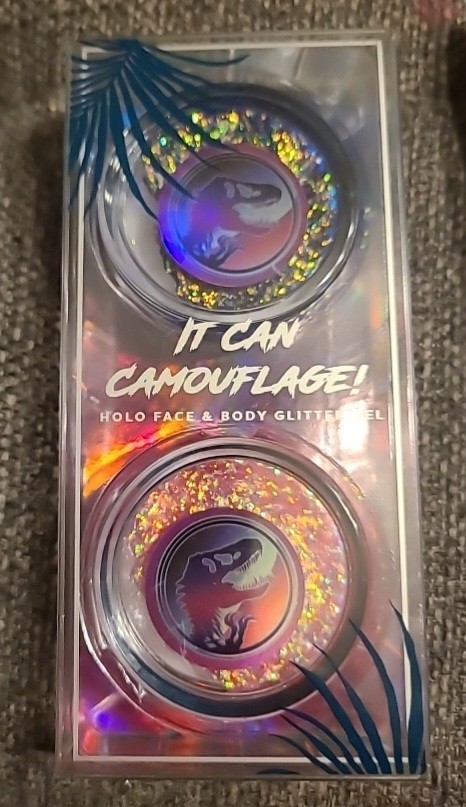 IT CAN
CAMOUFLAGE!
HOLO FACE & BODY GLITTER GEL